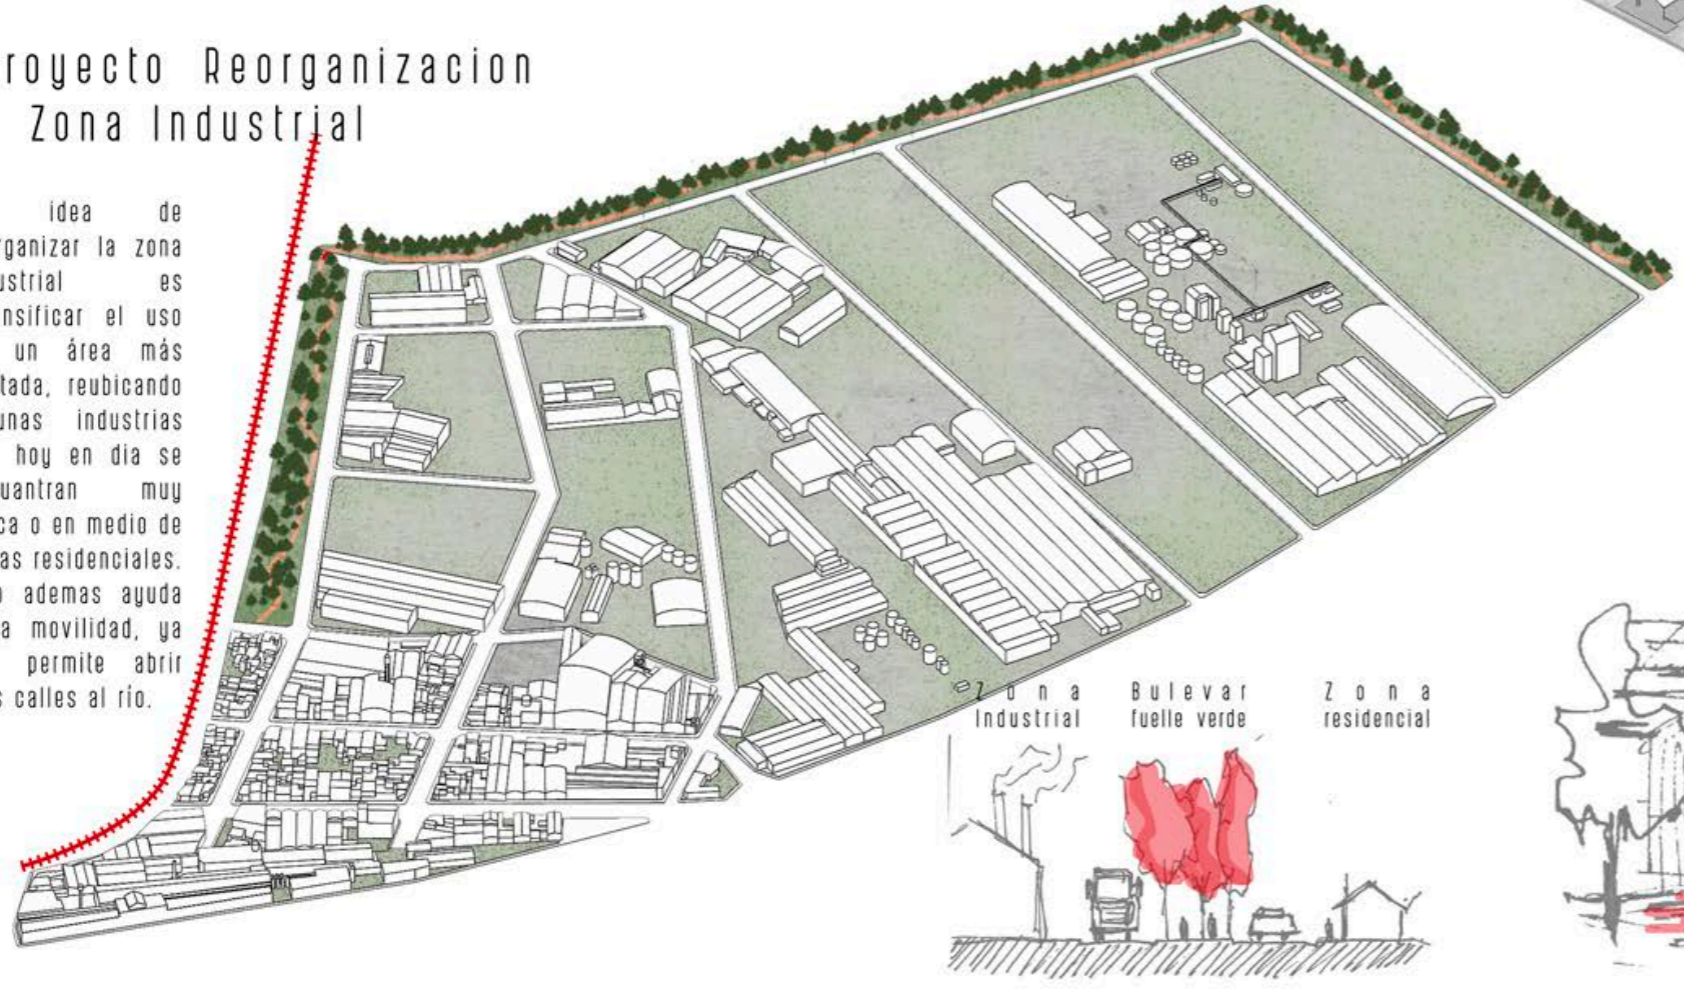 royecto Reorganizacion
Zona Industrial
idea de
rganizar la zona
ustrial es
nsificar el uso
un área más
tada, reubicando
unas industrias
hoy en dia se
uantran muy
ca o en medio de
as residenciales.
o ademas ayuda
a movilidad, ya
permite abrir
s calles al río.
Zona Industrial
Bulevar fuelle verde
Zona residencial